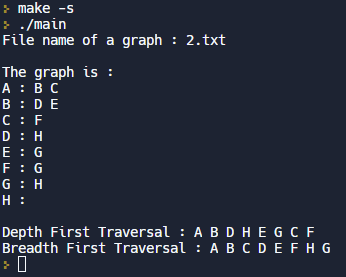 > make -s
> ./main
File name of a graph : 2.txt
The graph is :
A : B C
B : D E
C : F
D : H
E : G
F : G
G : H
H :
Depth First Traversal : A B D H E G C F
Breadth First Traversal : A B C D E F H G
>